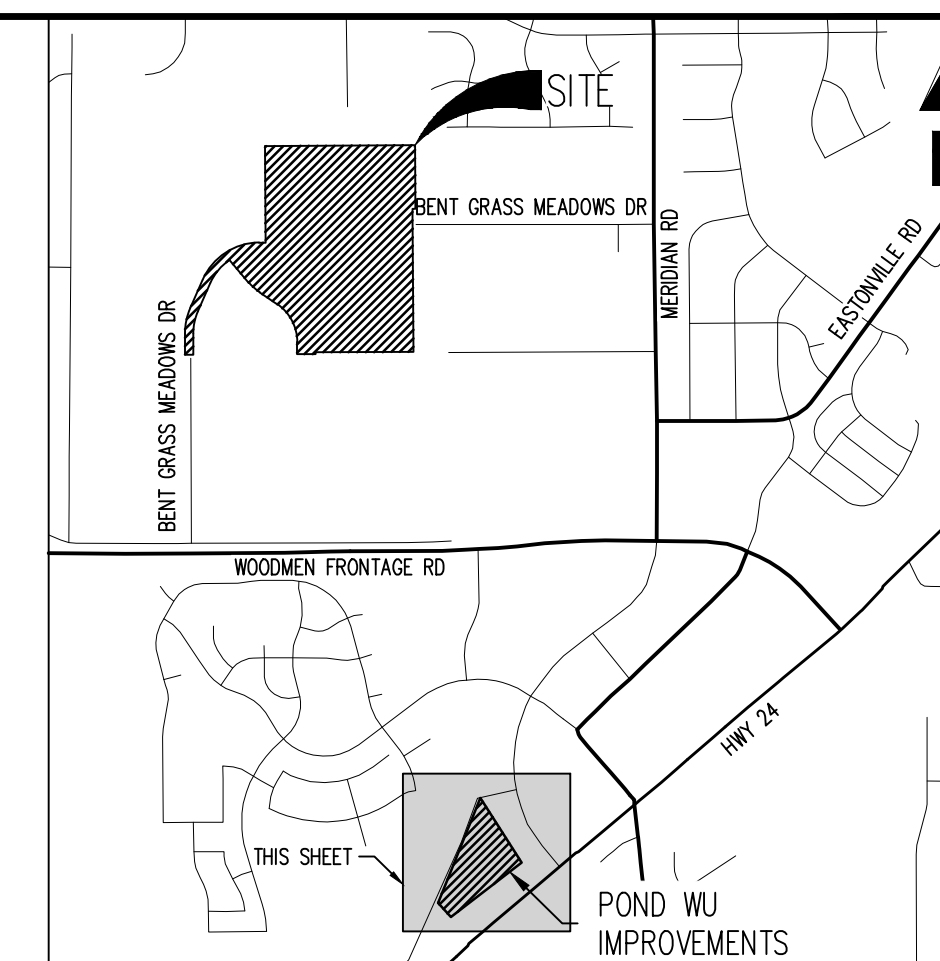 SITE
BENT GRASS MEADOWS DR
MERIDIAN RD
EASTONVILLE RD
BENT GRASS MEADOWS DR
WOODMEN FRONTAGE RD
HWY 24
THIS SHEET
POND WU
IMPROVEMENTS